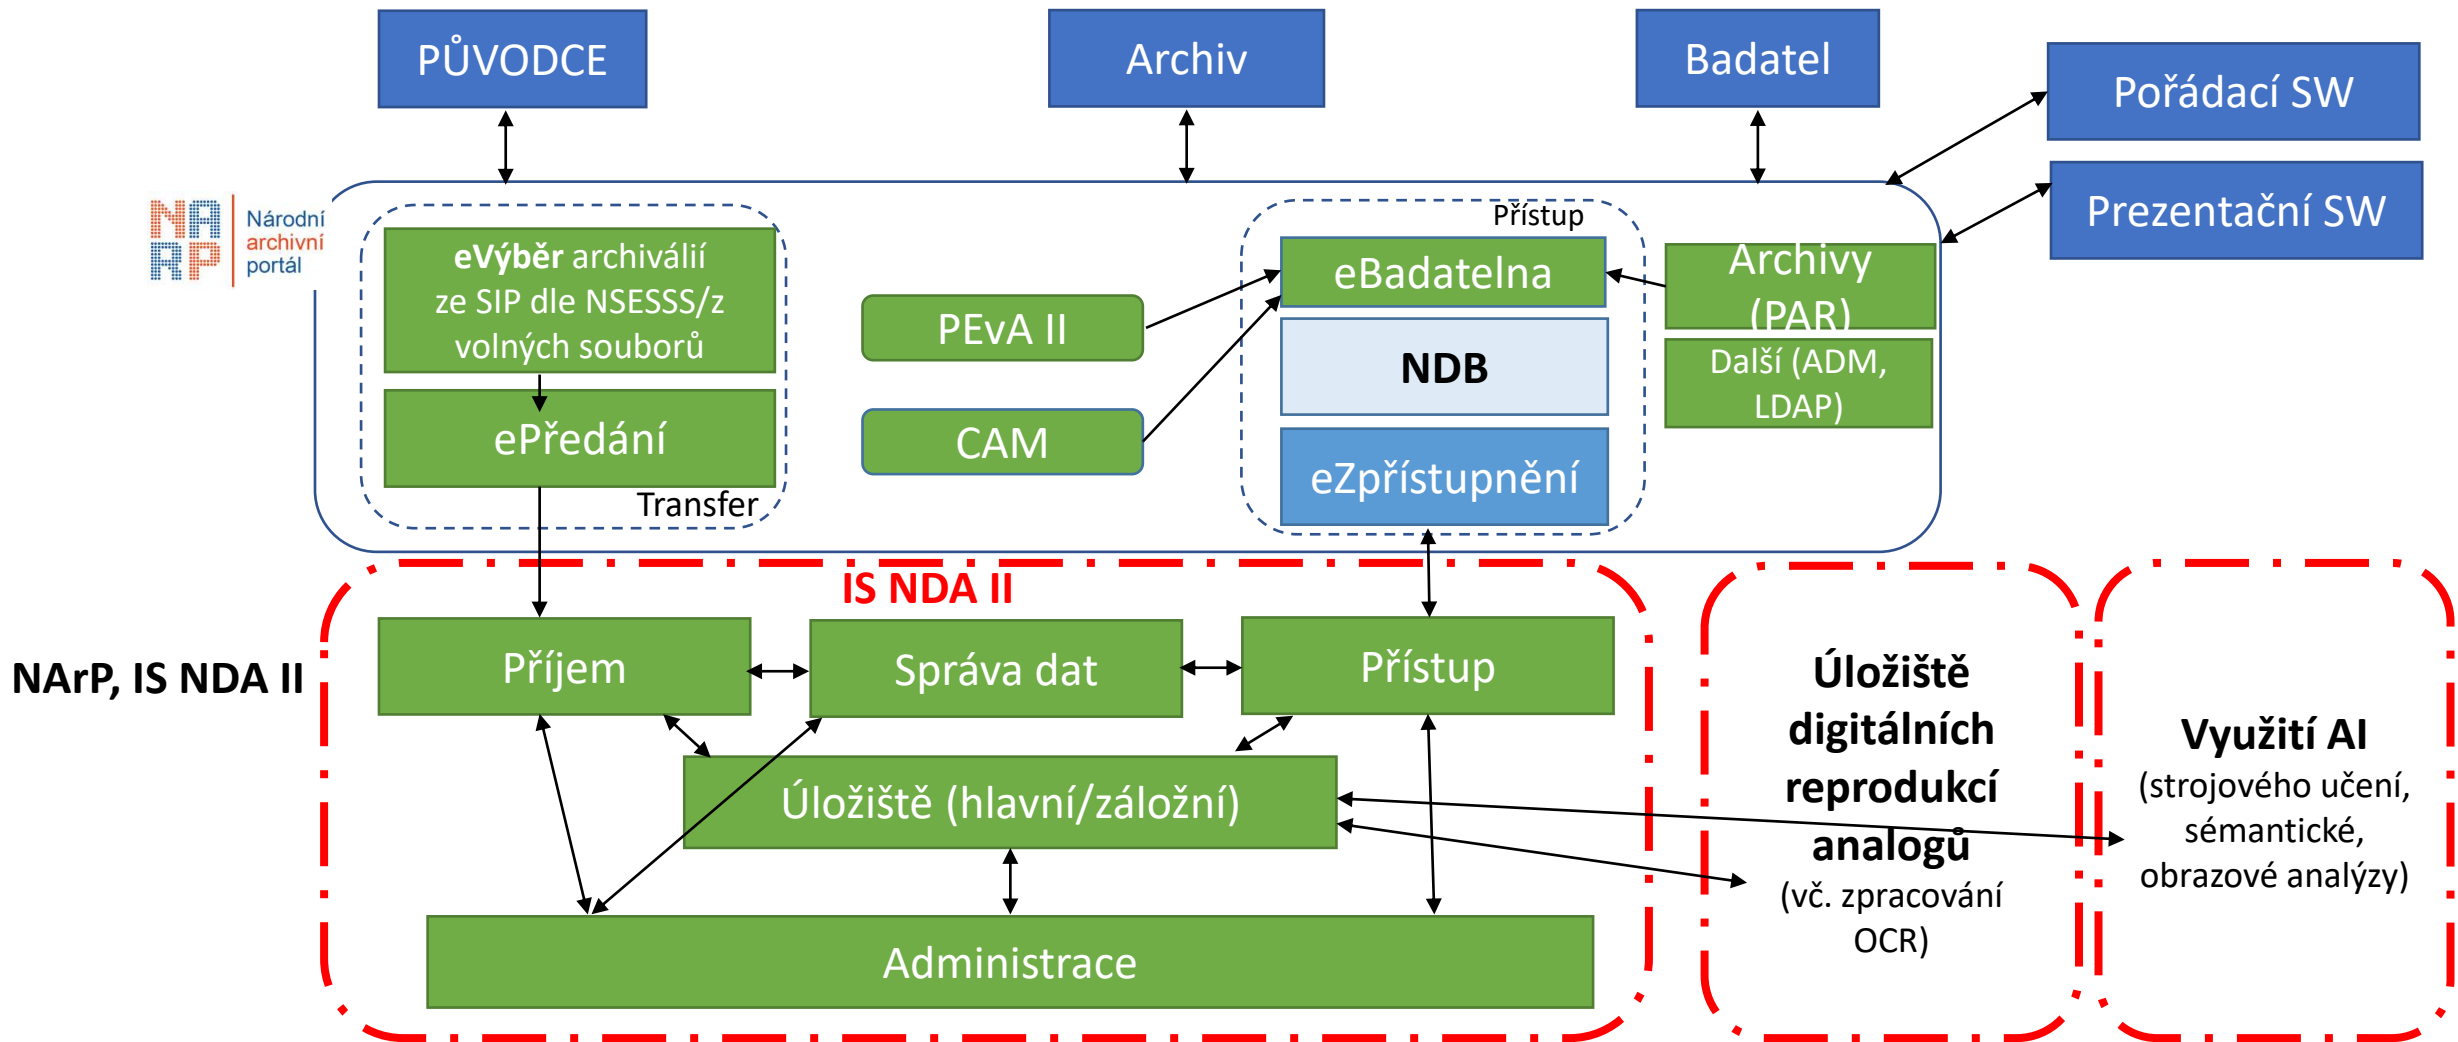 PŮVODCE
Archiv
Badatel
Pořádací SW
Prezentační SW
NA
RP
Národní
archivní
portál
eVýběr archiválií
ze SIP dle NSESSS/z
volných souborů
ePředání
Transfer
PEvA II
CAM
Přístup
eBadatelna
NDB
eZpřístupnění
Archivy
(PAR)
Další (ADM,
LDAP)
NArP, IS NDA II
IS NDA II
Příjem
Správa dat
Přístup
Úložiště (hlavní/záložní)
Administrace
Úložiště
digitálních
reprodukcí
analogů
(vč. zpracování
OCR)
Využití AI
(strojového učení,
sémantické,
obrazové analýzy)